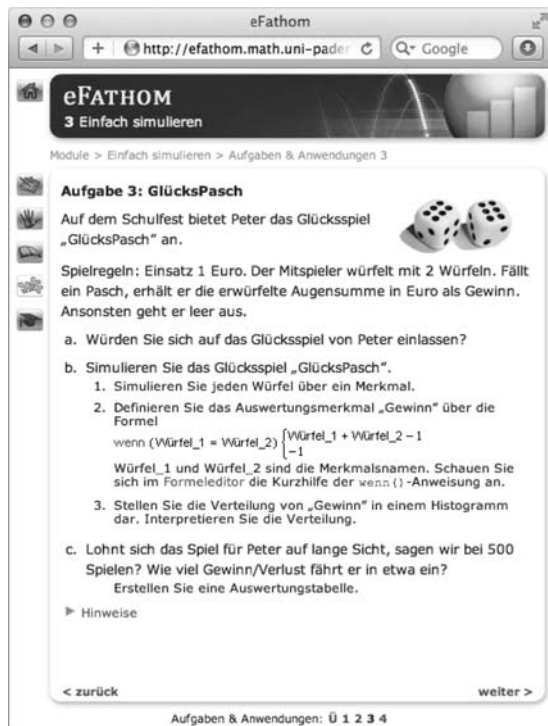 eFathom
http://efathom.math.uni-pader
Google
eFATHOM
3 Einfach simulieren
Module > Einfach simulieren > Aufgaben & Anwendungen 3
Aufgabe 3: GlücksPasch
Auf dem Schulfest bietet Peter das Glücksspiel
„GlücksPasch" an.
Spielregeln: Einsatz 1 Euro. Der Mitspieler würfelt mit 2 Würfeln. Fällt
ein Pasch, erhält er die erwürfelte Augensumme in Euro als Gewinn.
Ansonsten geht er leer aus.
a. Würden Sie sich auf das Glücksspiel von Peter einlassen?
b. Simulieren Sie das Glücksspiel „GlücksPasch".
1. Simulieren Sie jeden Würfel über ein Merkmal.
2. Definieren Sie das Auswertungsmerkmal „Gewinn" über die
Formel
wenn (Würfel_1 = Würfel_2) { Würfel_1 + Würfel_2 − 1
−1
Würfel_1 und Würfel_2 sind die Merkmalsnamen. Schauen Sie
sich im Formeleditor die Kurzhilfe der wenn()-Anweisung an.
3. Stellen Sie die Verteilung von „Gewinn" in einem Histogramm
dar. Interpretieren Sie die Verteilung.
c. Lohnt sich das Spiel für Peter auf lange Sicht, sagen wir bei 500
Spielen? Wie viel Gewinn/Verlust fährt er in etwa ein?
Erstellen Sie eine Auswertungstabelle.
Hinweise
< zurück weiter >
Aufgaben & Anwendungen: Ü 1 2 3 4